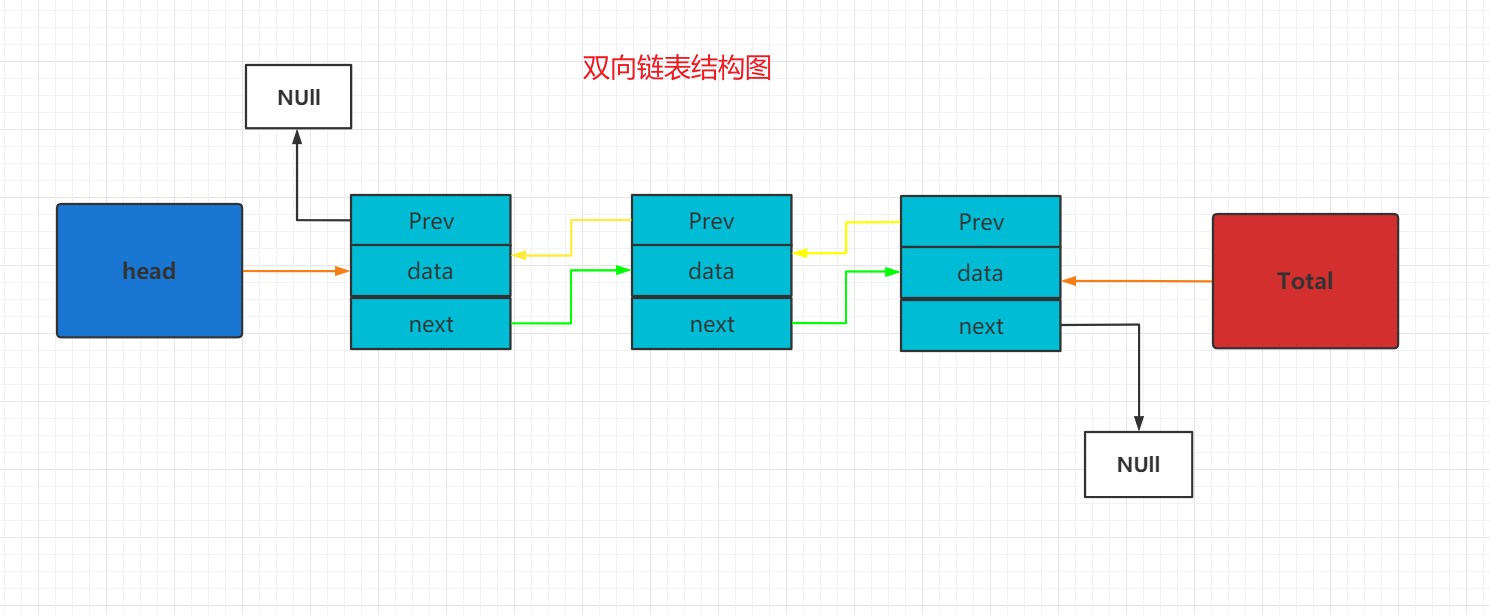 双向链表结构图
NUll
head
Prev
data
next
Prev
data
next
Prev
data
next
Total
NUll